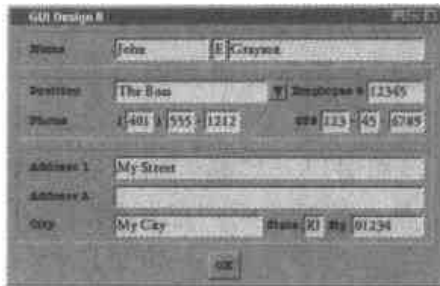 GUI Design 8
Name John E Grayson
Position The Boss Employee # 12345
Phone ( 401 ) 555 - 1212 SS# 123 - 45 - 6789
Address 1 My Street
Address 2
City My City State RI Zip 01234
OK